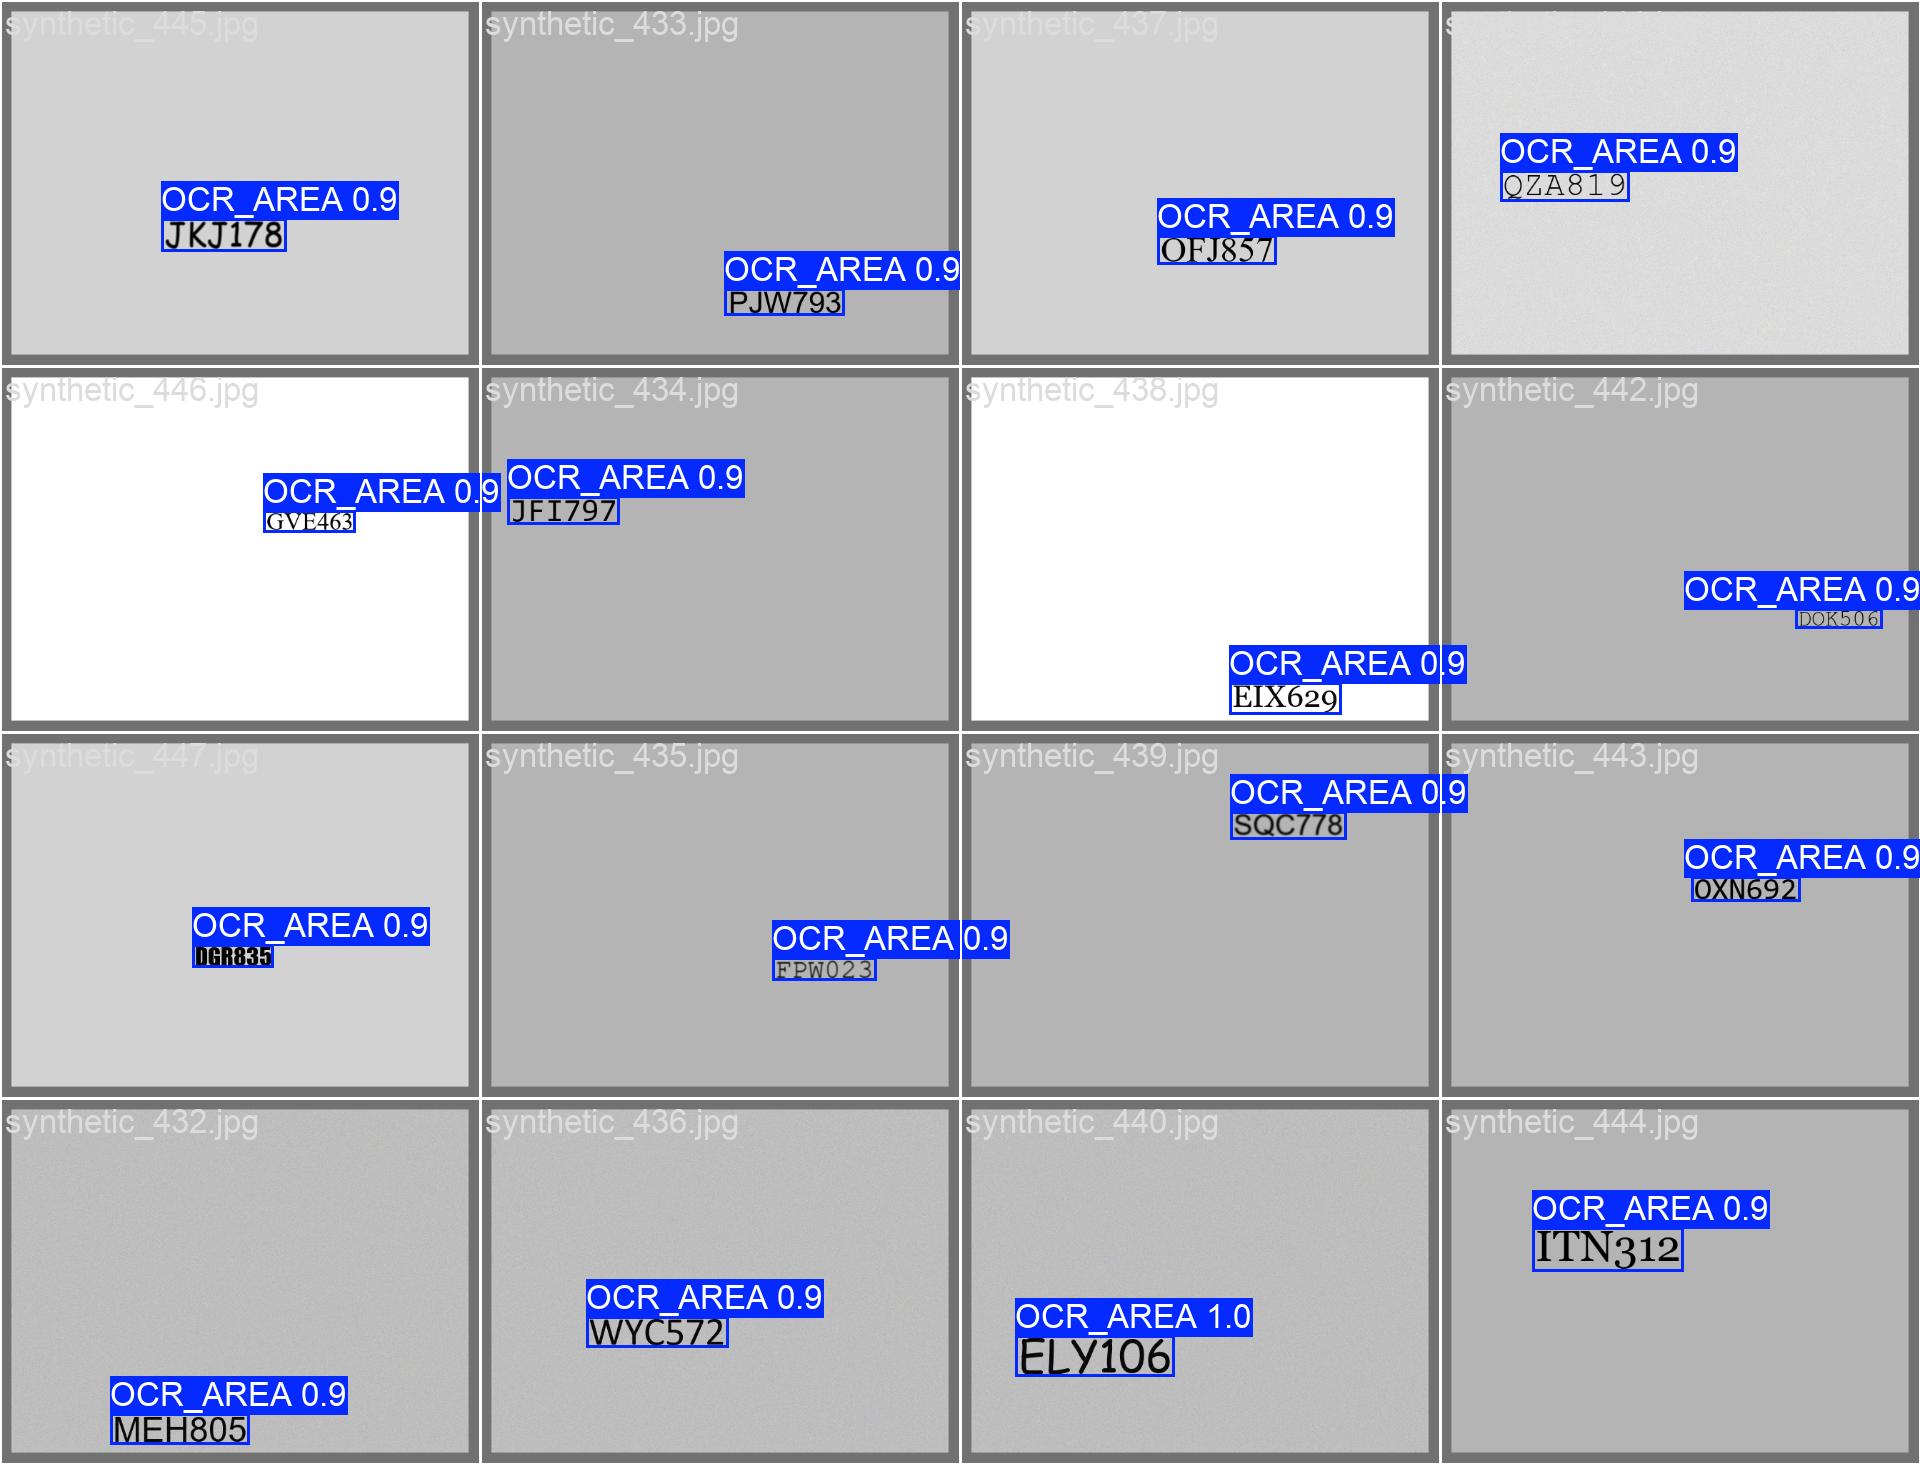 synthetic_445.jpg
OCR_AREA 0.9
JKJ178
synthetic_433.jpg
OCR_AREA 0.9
PJW793
synthetic_437.jpg
OCR_AREA 0.9
OFJ857
OCR_AREA 0.9
QZA819
synthetic_446.jpg
OCR_AREA 0.9
GVE463
synthetic_434.jpg
OCR_AREA 0.9
JFI797
synthetic_438.jpg
OCR_AREA 0.9
EIX629
synthetic_442.jpg
OCR_AREA 0.9
DOK506
synthetic_447.jpg
OCR_AREA 0.9
DGR835
synthetic_435.jpg
OCR_AREA 0.9
FPW023
synthetic_439.jpg
OCR_AREA 0.9
SQC778
synthetic_443.jpg
OCR_AREA 0.9
OXN692
synthetic_432.jpg
OCR_AREA 0.9
MEH805
synthetic_436.jpg
OCR_AREA 0.9
WYC572
synthetic_440.jpg
OCR_AREA 1.0
ELY106
synthetic_444.jpg
OCR_AREA 0.9
ITN312